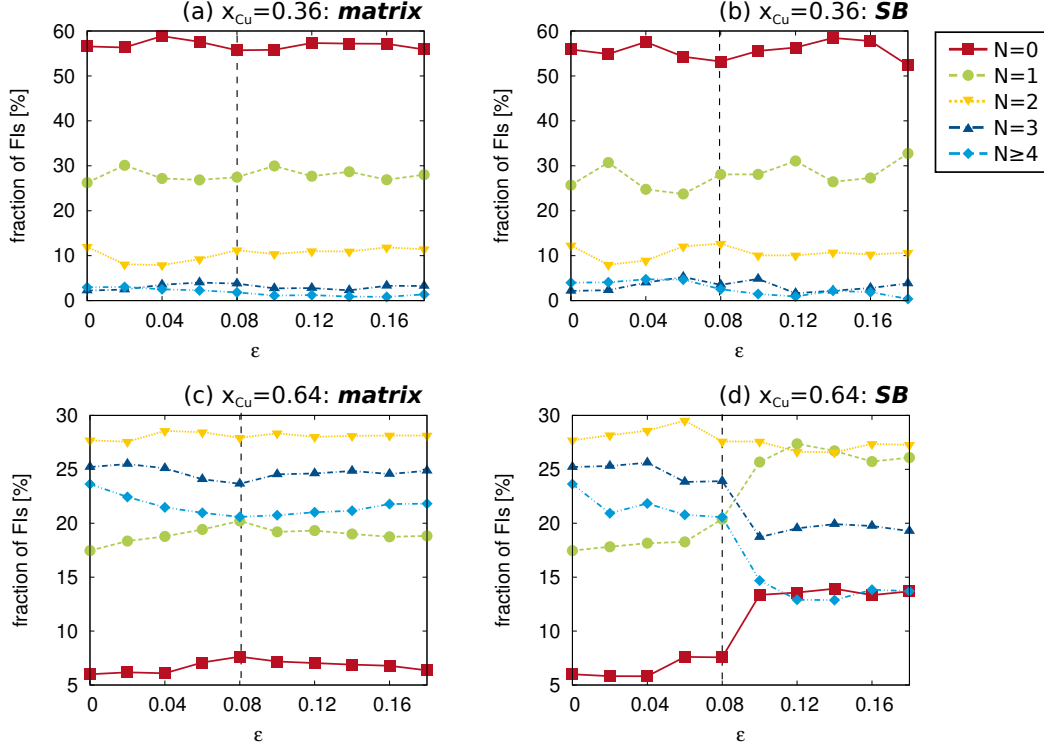 (a) xCu=0.36: matrix
60
50
40
30
20
10
0
fraction of FIs [%]
0 0.04 0.08 0.12 0.16
ε
(b) xCu=0.36: SB
60
50
40
30
20
10
0
fraction of FIs [%]
0 0.04 0.08 0.12 0.16
ε
N=0
N=1
N=2
N=3
N≥4
(c) xCu=0.64: matrix
30
25
20
15
10
5
fraction of FIs [%]
0 0.04 0.08 0.12 0.16
ε
(d) xCu=0.64: SB
30
25
20
15
10
5
fraction of FIs [%]
0 0.04 0.08 0.12 0.16
ε